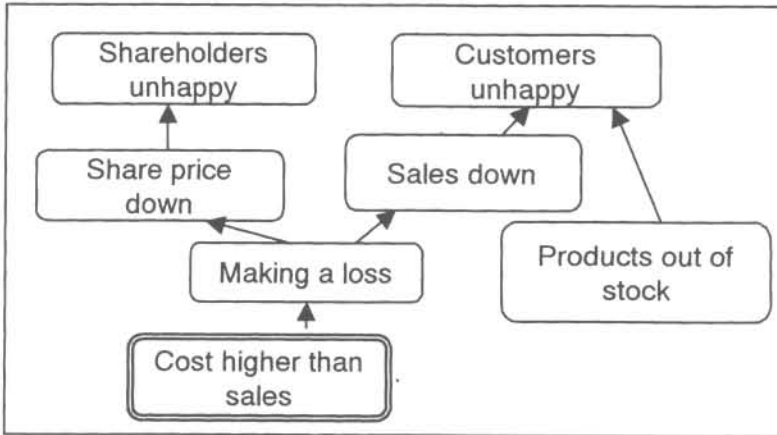 Shareholders
unhappy
Customers
unhappy
Share price
down
Sales down
Making a loss
Products out of
stock
Cost higher than
sales